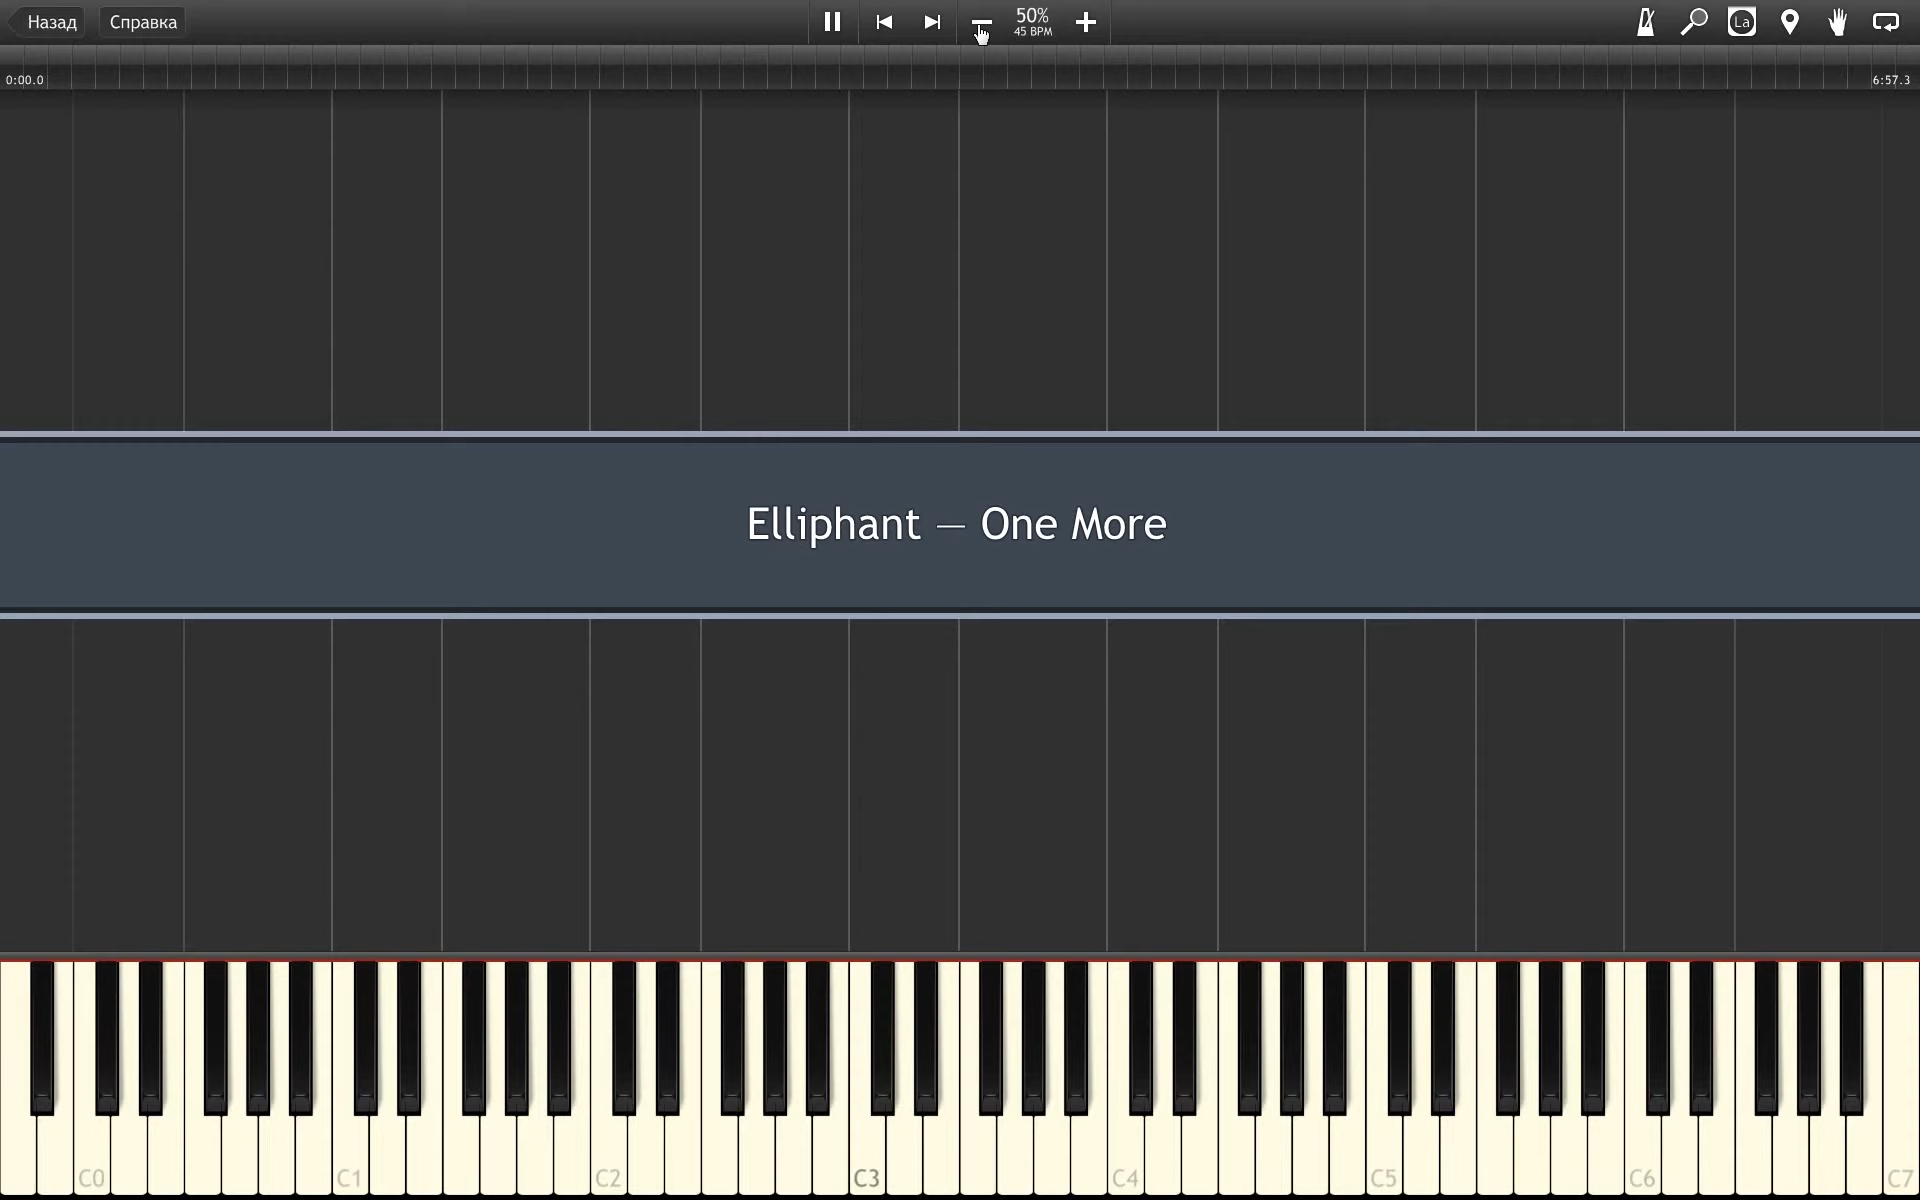 Назад Справка
50%
45 BPM
La
0:00.0 6:57.3
Elliphant — One More
C0 C1 C2 C3 C4 C5 C6 C7